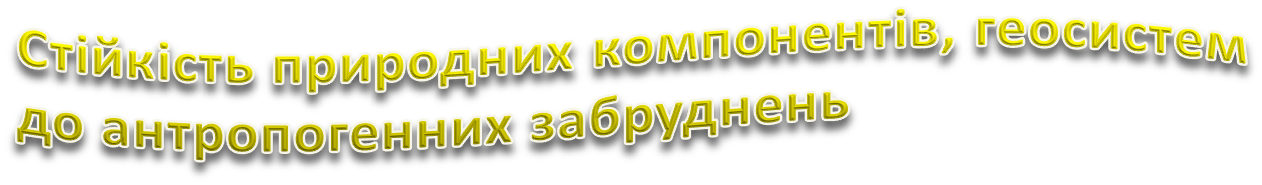 Стійкість природних компонентів, геосистем
до антропогенних забруднень